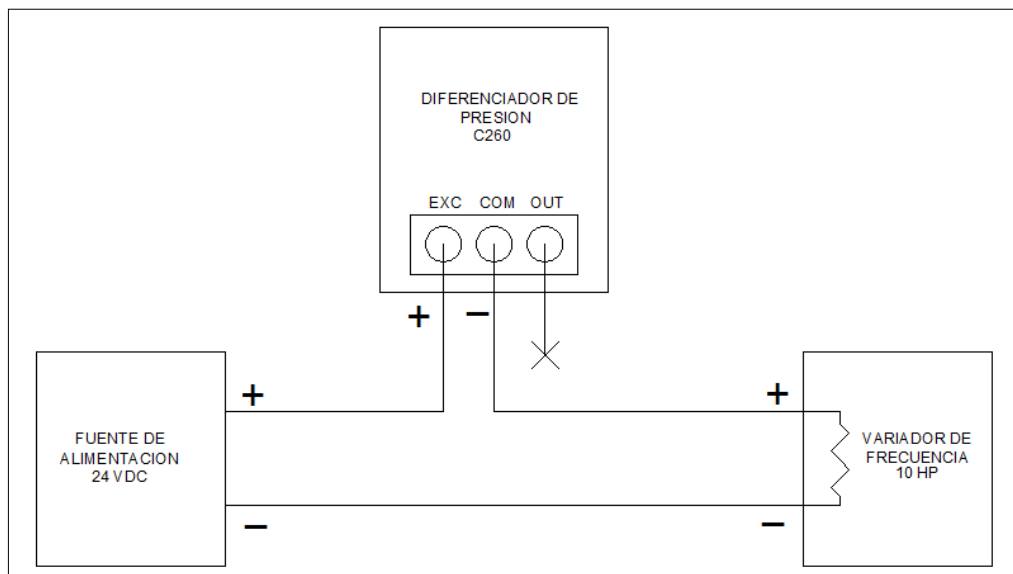 DIFERENCIADOR DE
PRESION
C260
EXC COM OUT
+ −
+
+
FUENTE DE
ALIMENTACION
24 VDC
VARIADOR DE
FRECUENCIA
10 HP
−
−